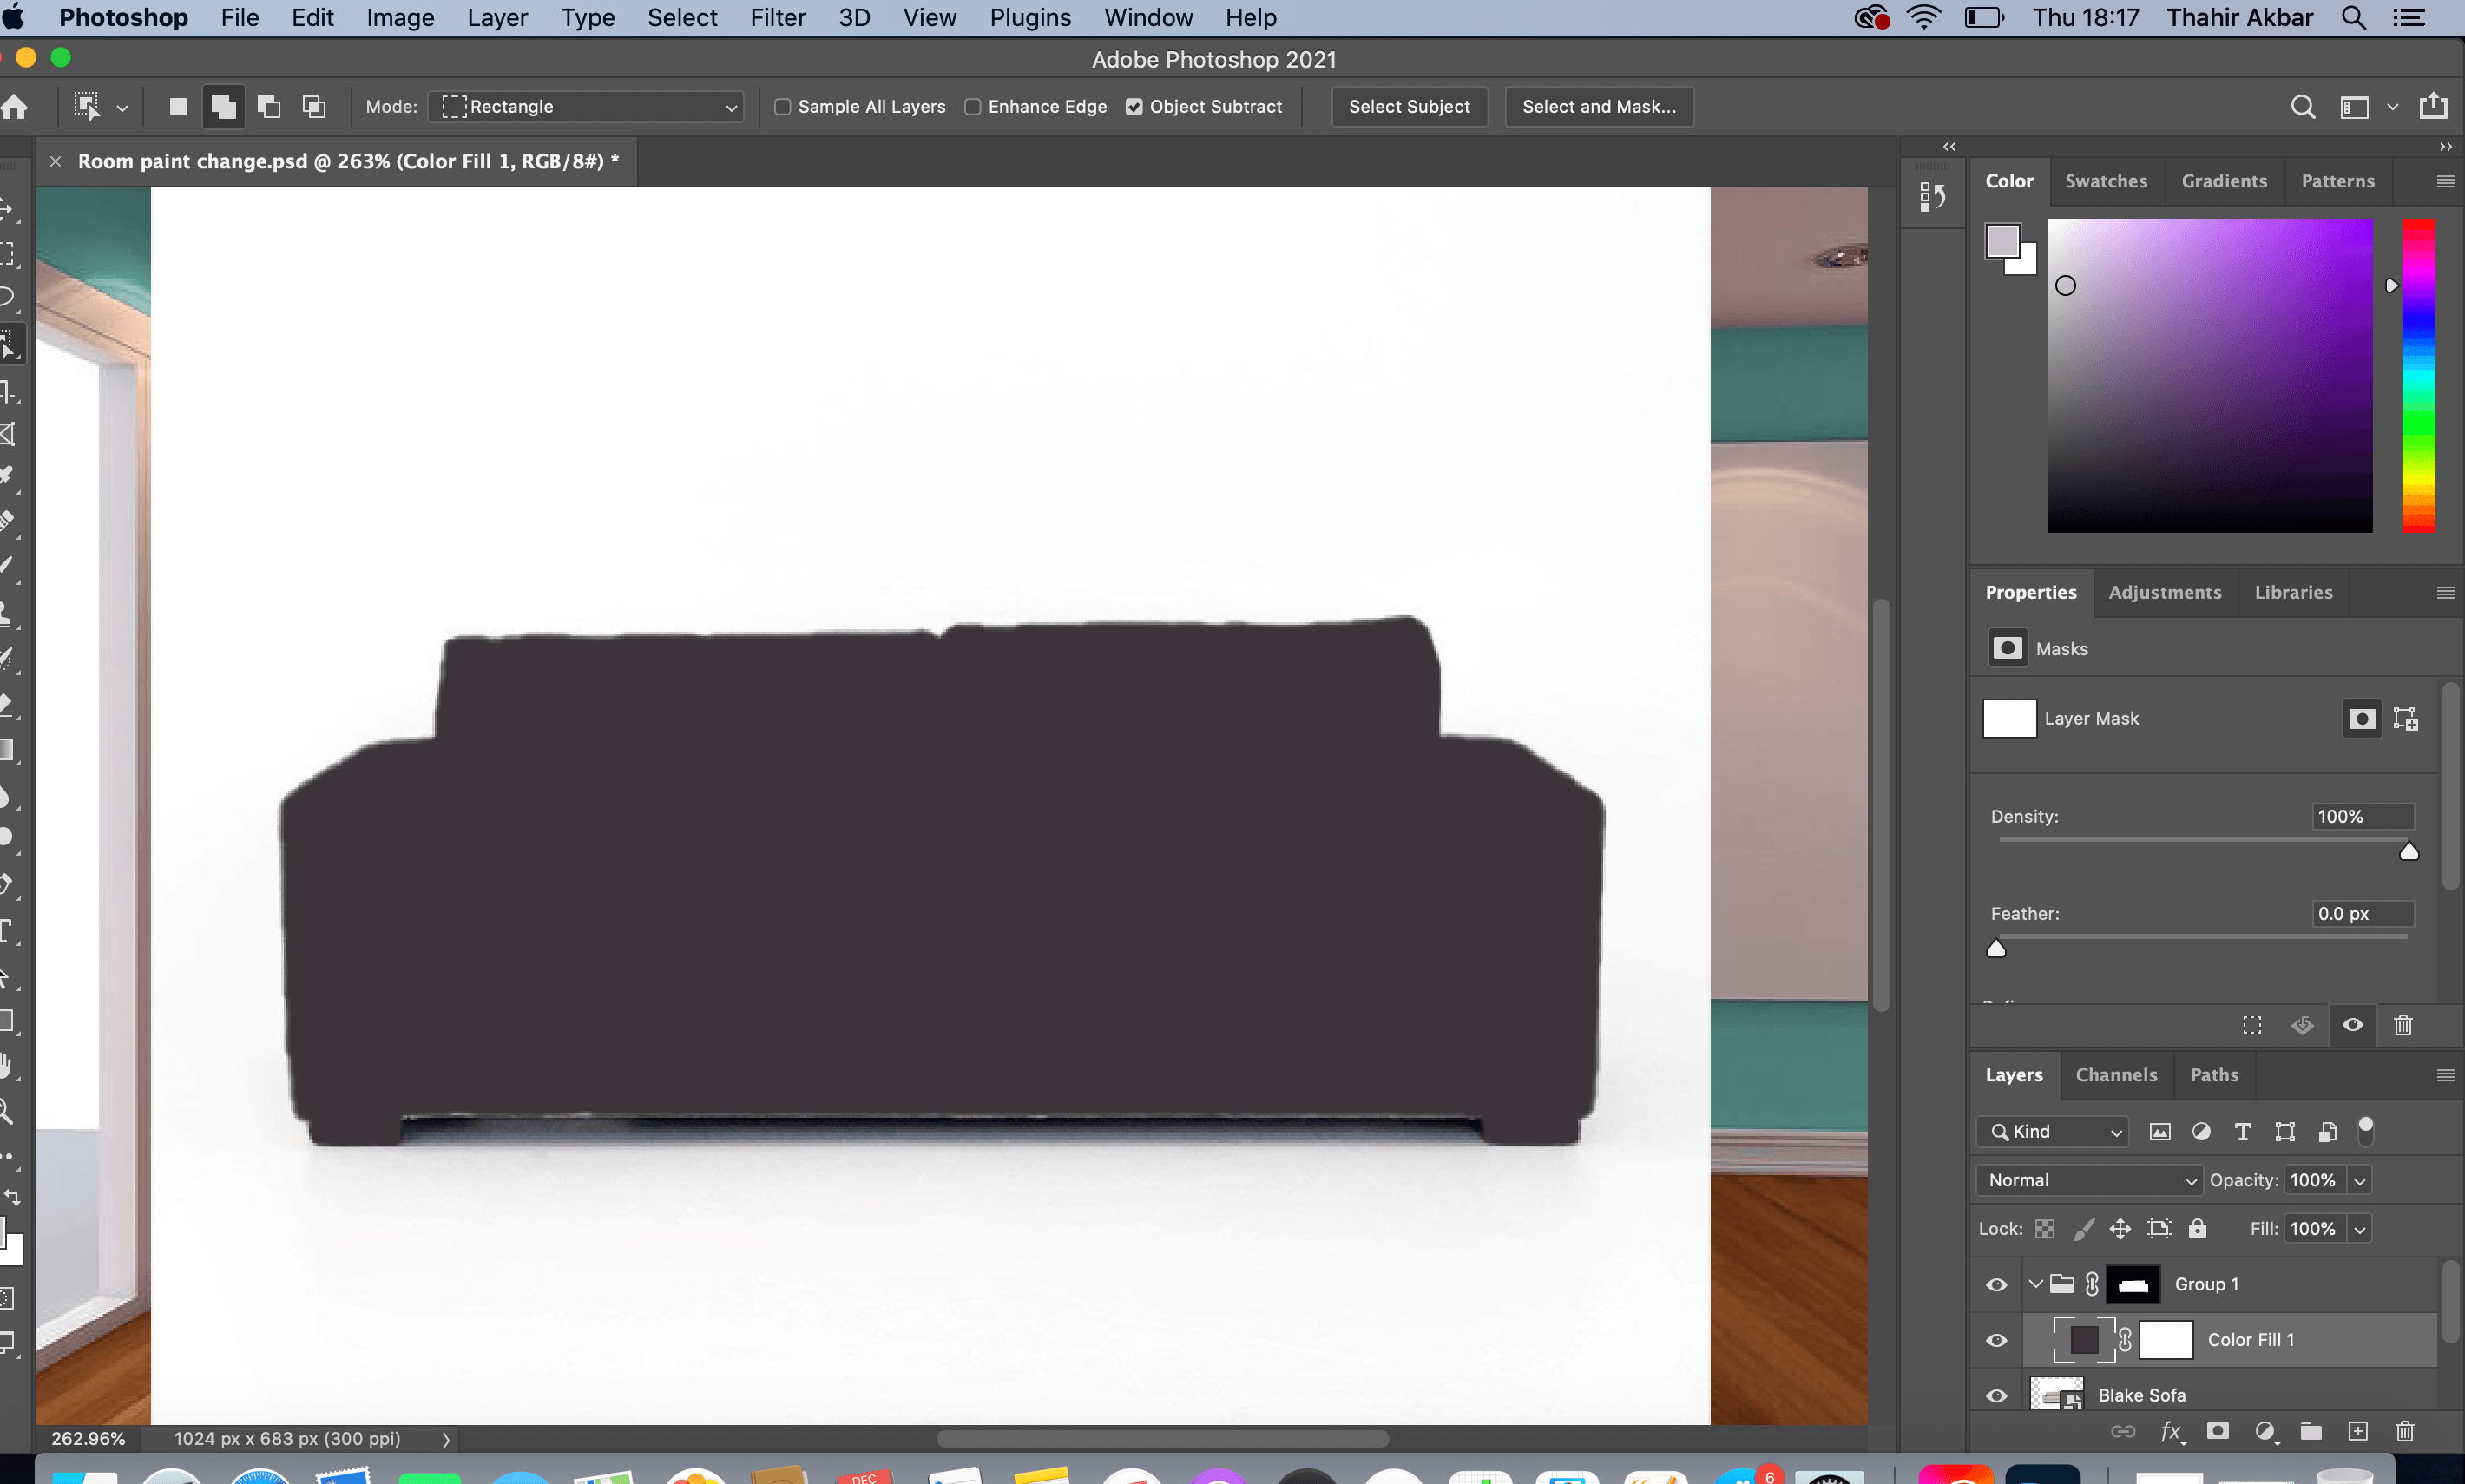 Photoshop File Edit Image Layer Type Select Filter 3D View Plugins Window Help Thu 18:17 Thahir Akbar
Adobe Photoshop 2021
Mode: Rectangle Sample All Layers Enhance Edge Object Subtract Select Subject Select and Mask...
Room paint change.psd @ 263% (Color Fill 1, RGB/8#) *
Color Swatches Gradients Patterns
Properties Adjustments Libraries
Masks
Layer Mask
Density: 100%
Feather: 0.0 px
Layers Channels Paths
Kind
Normal Opacity: 100%
Lock: Fill: 100%
Group 1
Color Fill 1
Blake Sofa
fx
262.96% 1024 px x 683 px (300 ppi)
DEC
6